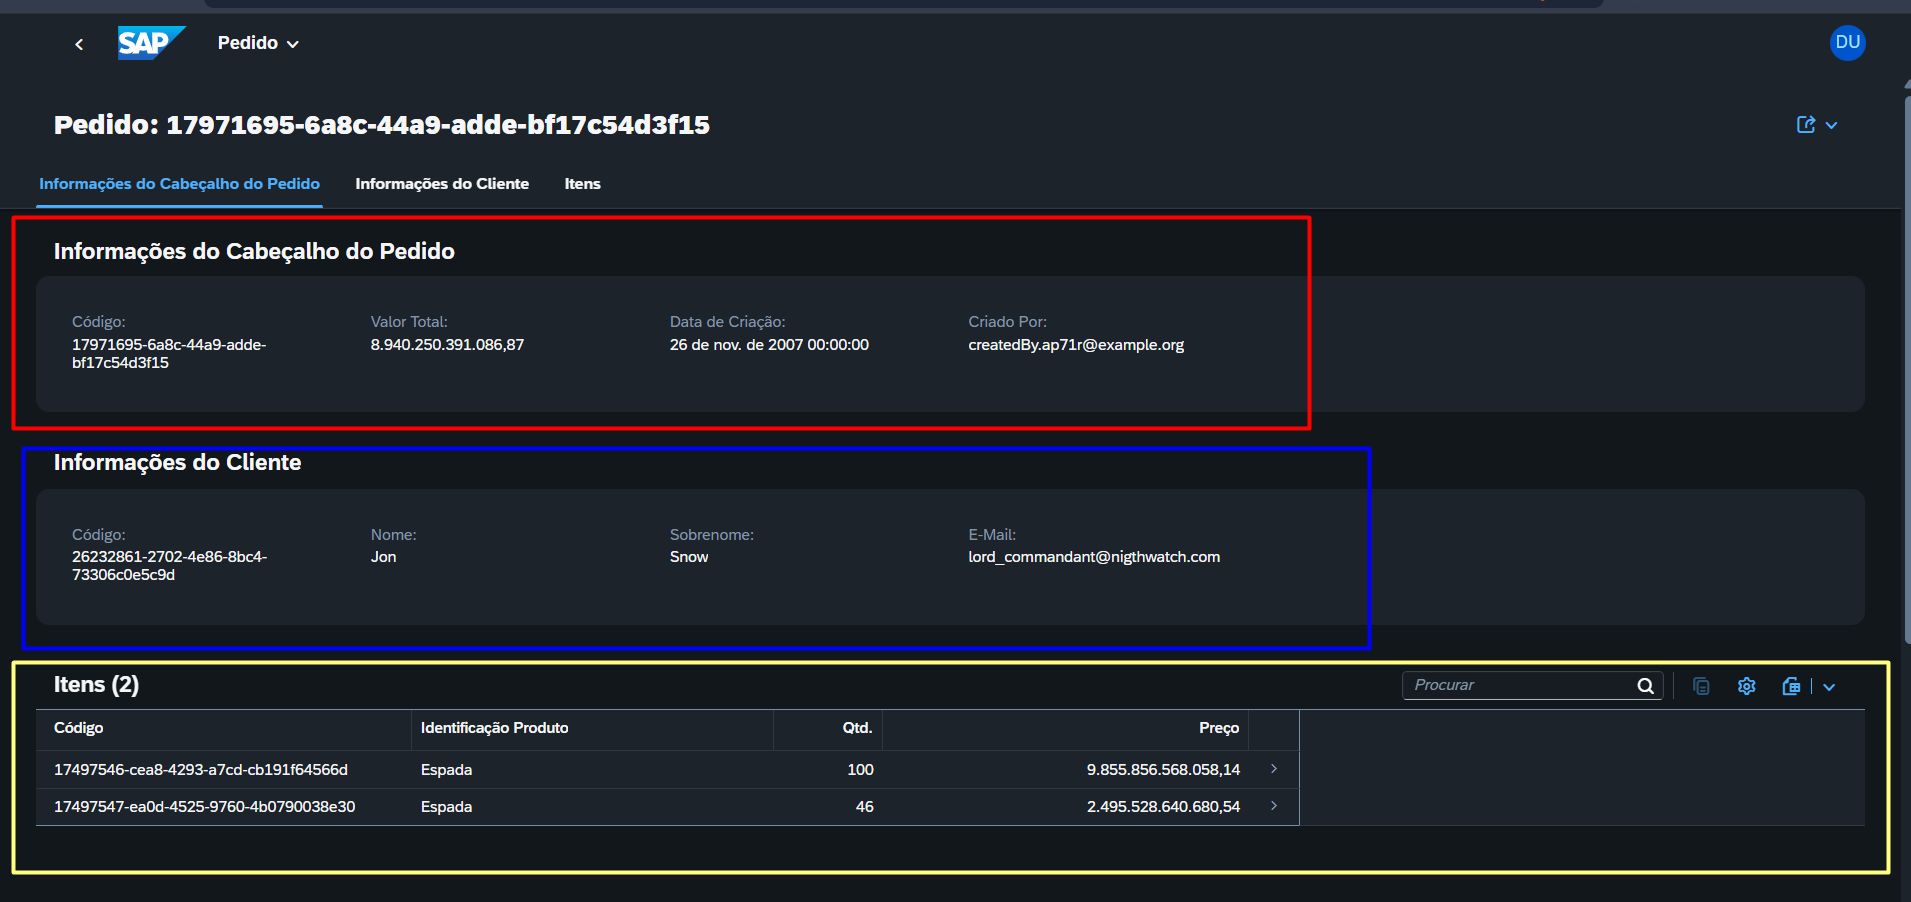 SAP
Pedido
DU
Pedido: 17971695-6a8c-44a9-adde-bf17c54d3f15
Informações do Cabeçalho do Pedido
Informações do Cliente
Itens
Informações do Cabeçalho do Pedido
Código:
17971695-6a8c-44a9-adde-
bf17c54d3f15
Valor Total:
8.940.250.391.086,87
Data de Criação:
26 de nov. de 2007 00:00:00
Criado Por:
createdBy.ap71r@example.org
Informações do Cliente
Código:
26232861-2702-4e86-8bc4-
73306c0e5c9d
Nome:
Jon
Sobrenome:
Snow
E-Mail:
lord_commandant@nigthwatch.com
Itens (2)
Procurar
Código Identificação Produto Qtd. Preço
17497546-cea8-4293-a7cd-cb191f64566d Espada 100 9.855.856.568.058,14
17497547-ea0d-4525-9760-4b0790038e30 Espada 46 2.495.528.640.680,54